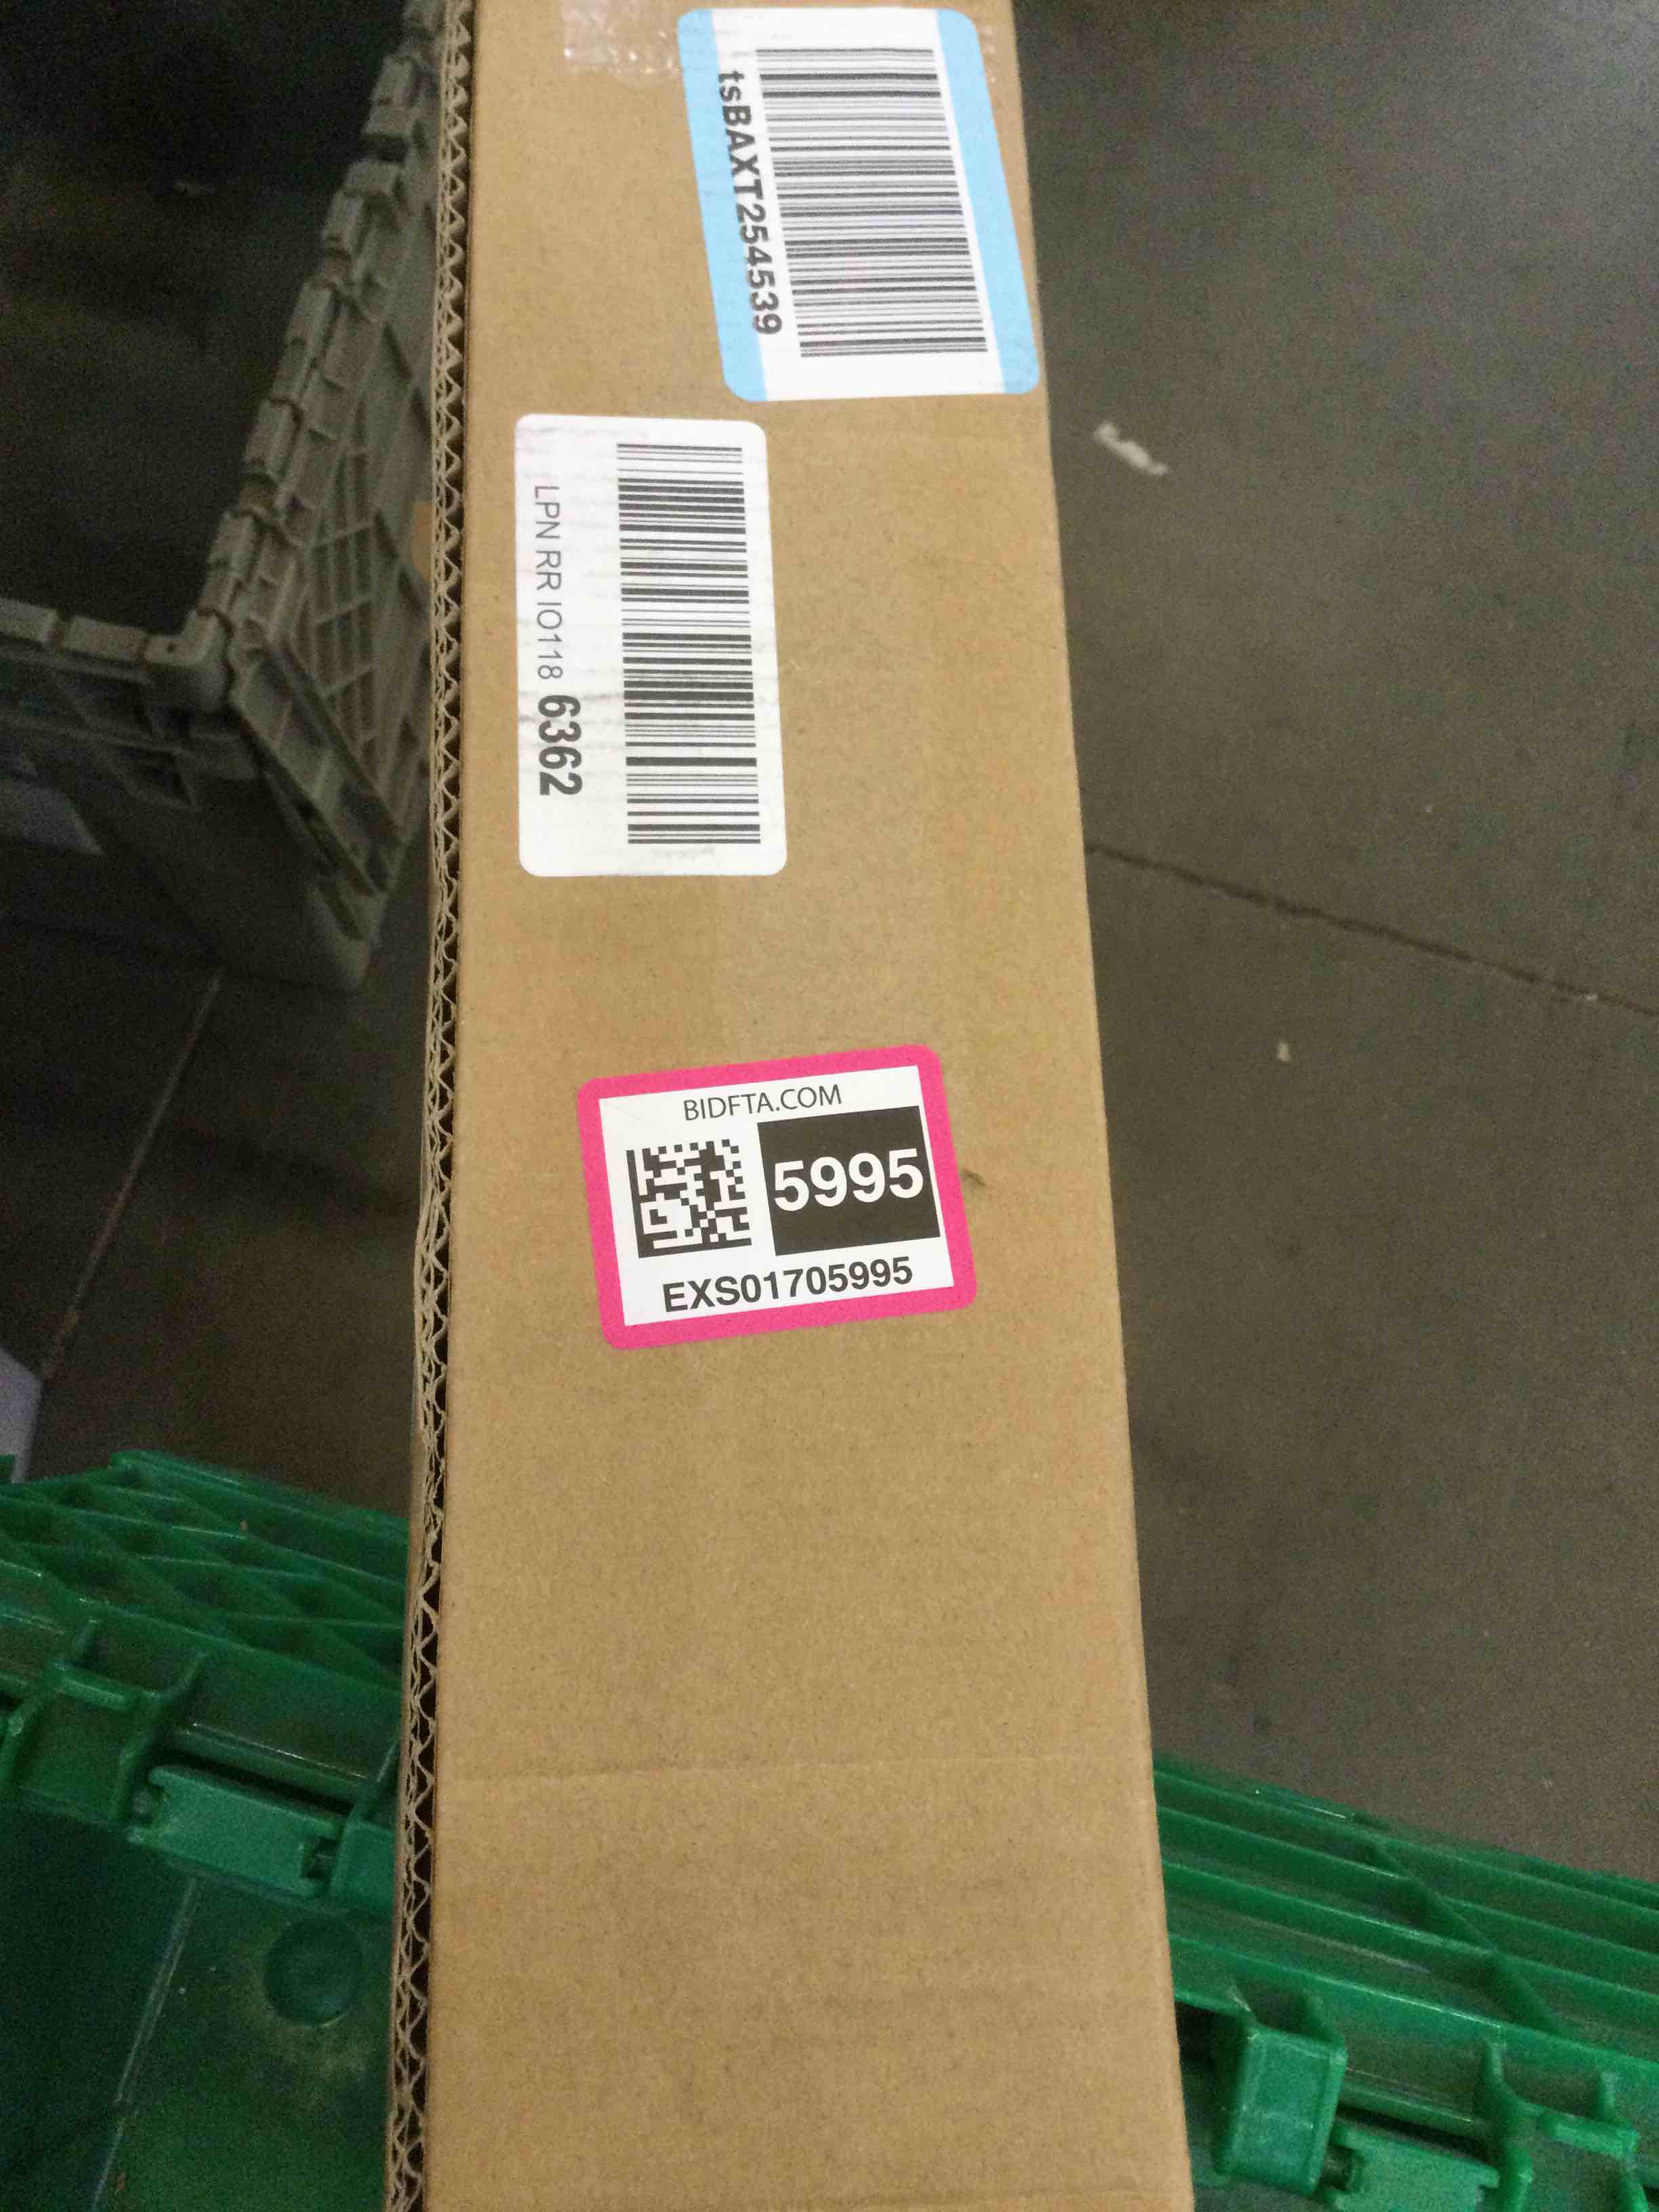 tsBAXT254539
LPN RR IO118 6362
BIDFTA.COM
5995
EXS01705995